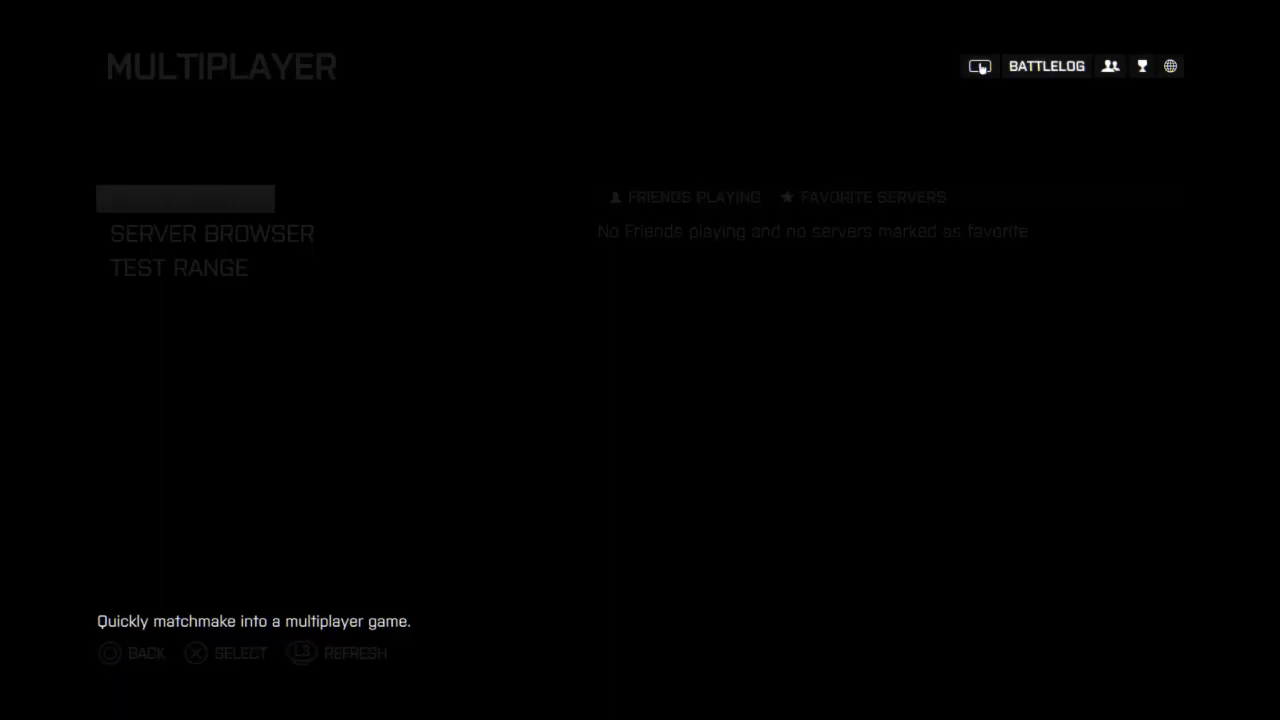 MULTIPLAYER
BATTLELOG
FRIENDS PLAYING FAVORITE SERVERS
SERVER BROWSER
No Friends playing and no servers marked as favorite
TEST RANGE
Quickly matchmake into a multiplayer game.
BACK SELECT L3 REFRESH